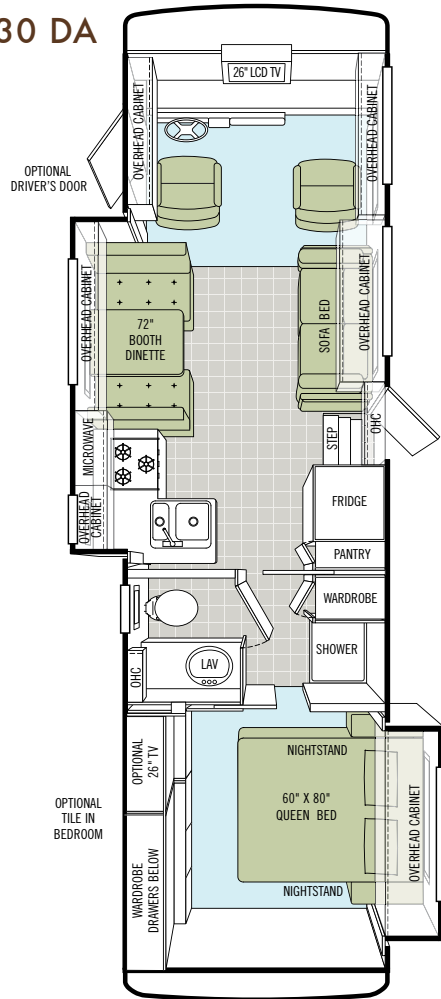 30 DA
26" LCD TV
OVERHEAD CABINET
OVERHEAD CABINET
OPTIONAL
DRIVER'S DOOR
OVERHEAD CABINET
72"
BOOTH
DINETTE
SOFA BED
OVERHEAD CABINET
MICROWAVE
OHC
STEP
OVERHEAD
CABINET
FRIDGE
PANTRY
WARDROBE
SHOWER
LAV
OHC
OPTIONAL
26" TV
NIGHTSTAND
60" X 80"
QUEEN BED
OVERHEAD CABINET
OPTIONAL
TILE IN
BEDROOM
WARDROBE
DRAWERS BELOW
NIGHTSTAND